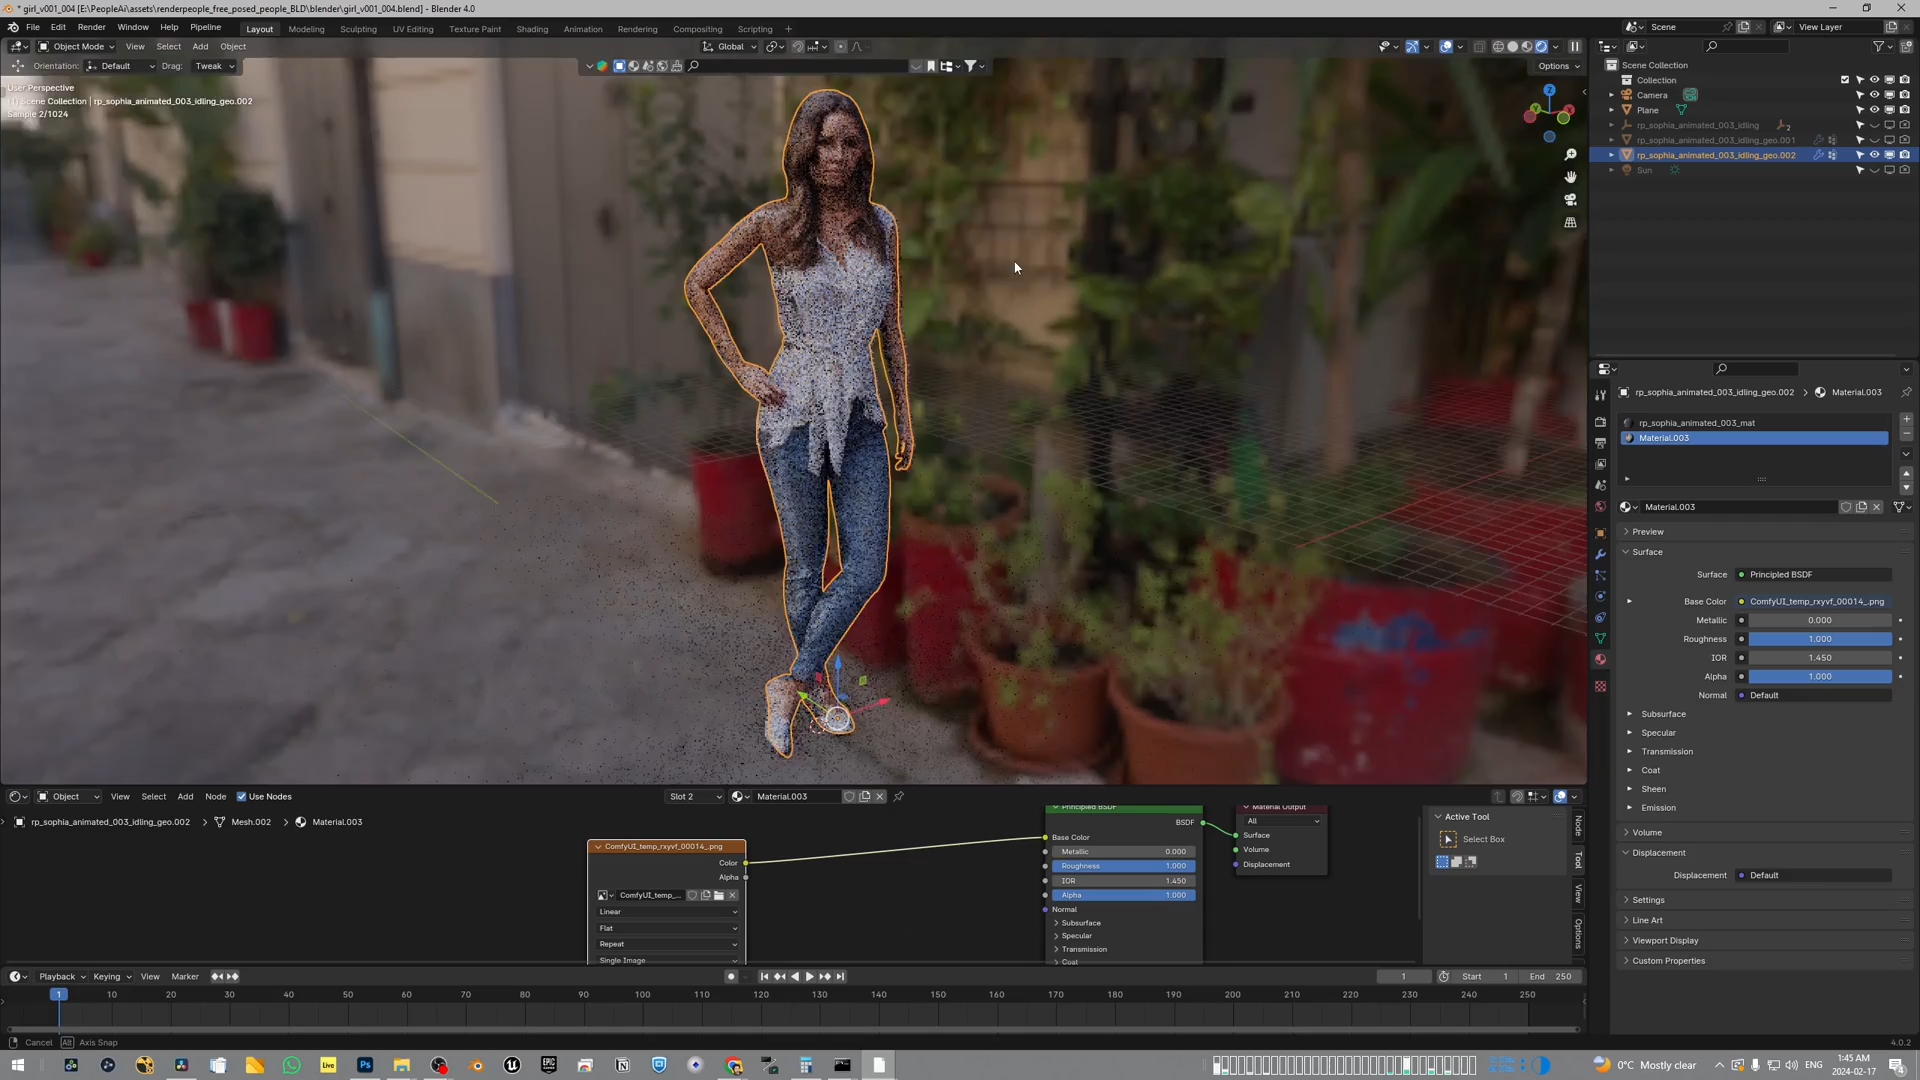 * girl_v001_004 [E:\PeopleAi\assets\renderpeople_free_posed_people_BLD\blender\girl_v001_004.blend] - Blender 4.0
File Edit Render Window Help Pipeline Layout Modeling Sculpting UV Editing Texture Paint Shading Animation Rendering Compositing Scripting Scene View Layer
Object Mode View Select Add Object Global
Orientation: Default Drag: Tweak Options
User Perspective
(1) Scene Collection | rp_sophia_animated_003_idling_geo.002
Sample 2/1024
Z
Scene Collection
Collection
Camera
Plane
rp_sophia_animated_003_idling 2
rp_sophia_animated_003_idling_geo.001
rp_sophia_animated_003_idling_geo.002
Sun
rp_sophia_animated_003_idling_geo.002 Material.003
rp_sophia_animated_003_mat
Material.003
Material.003
Preview
Surface
Surface Principled BSDF
Base Color ComfyUI_temp_rxyvf_00014_.png
Metallic 0.000
Roughness 1.000
IOR 1.450
Alpha 1.000
Normal Default
Subsurface
Specular
Transmission
Coat
Sheen
Emission
Volume
Displacement
Displacement Default
Settings
Line Art
Viewport Display
Custom Properties
Object View Select Add Node Use Nodes Slot 2 Material.003
rp_sophia_animated_003_idling_geo.002 Mesh.002 Material.003
ComfyUI_temp_rxyvf_00014_.png
Color
Alpha
ComfyUI_temp_...
Linear
Flat
Repeat
Single Image
Principled BSDF
BSDF
Base Color
Metallic 0.000
Roughness 1.000
IOR 1.450
Alpha 1.000
Normal
Subsurface
Specular
Transmission
Coat
Material Output
All
Surface
Volume
Displacement
Active Tool
Select Box
Node
Tool
View
Options
Playback Keying View Marker 1 Start 1 End 250
1 10 20 30 40 50 60 70 80 90 100 110 120 130 140 150 160 170 180 190 200 210 220 230 240 250
Cancel Alt Axis Snap 4.0.2
Live Ps EPIC GAMES 0°C Mostly clear ENG 1:45 AM
2024-02-17